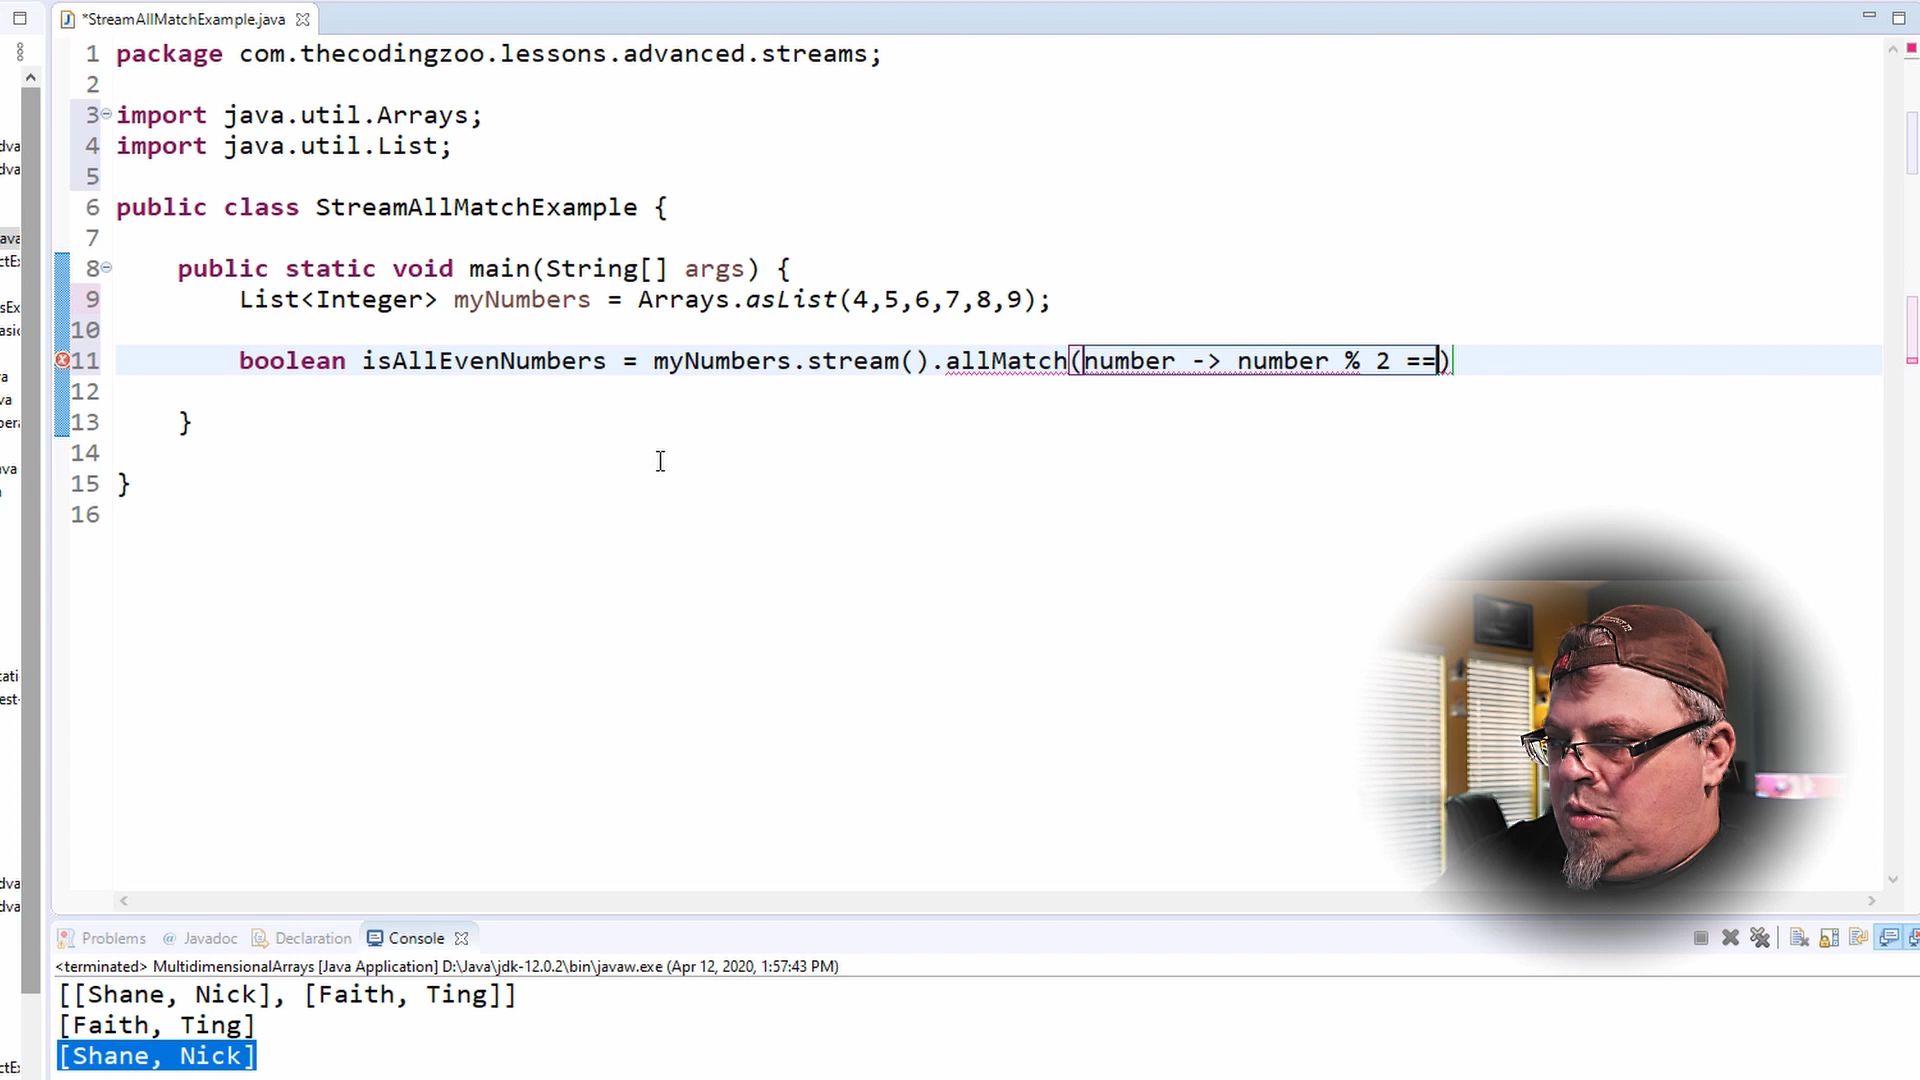 *StreamAllMatchExample.java
1 package com.thecodingzoo.lessons.advanced.streams;
2
3 import java.util.Arrays;
4 import java.util.List;
5
6 public class StreamAllMatchExample {
7
8 public static void main(String[] args) {
9 List<Integer> myNumbers = Arrays.asList(4,5,6,7,8,9);
10
11 boolean isAllEvenNumbers = myNumbers.stream().allMatch(number -> number % 2 ==)
12
13 }
14
15 }
16
Problems @ Javadoc Declaration Console
<terminated> MultidimensionalArrays [Java Application] D:\Java\jdk-12.0.2\bin\javaw.exe (Apr 12, 2020, 1:57:43 PM)
[[Shane, Nick], [Faith, Ting]]
[Faith, Ting]
[Shane, Nick]